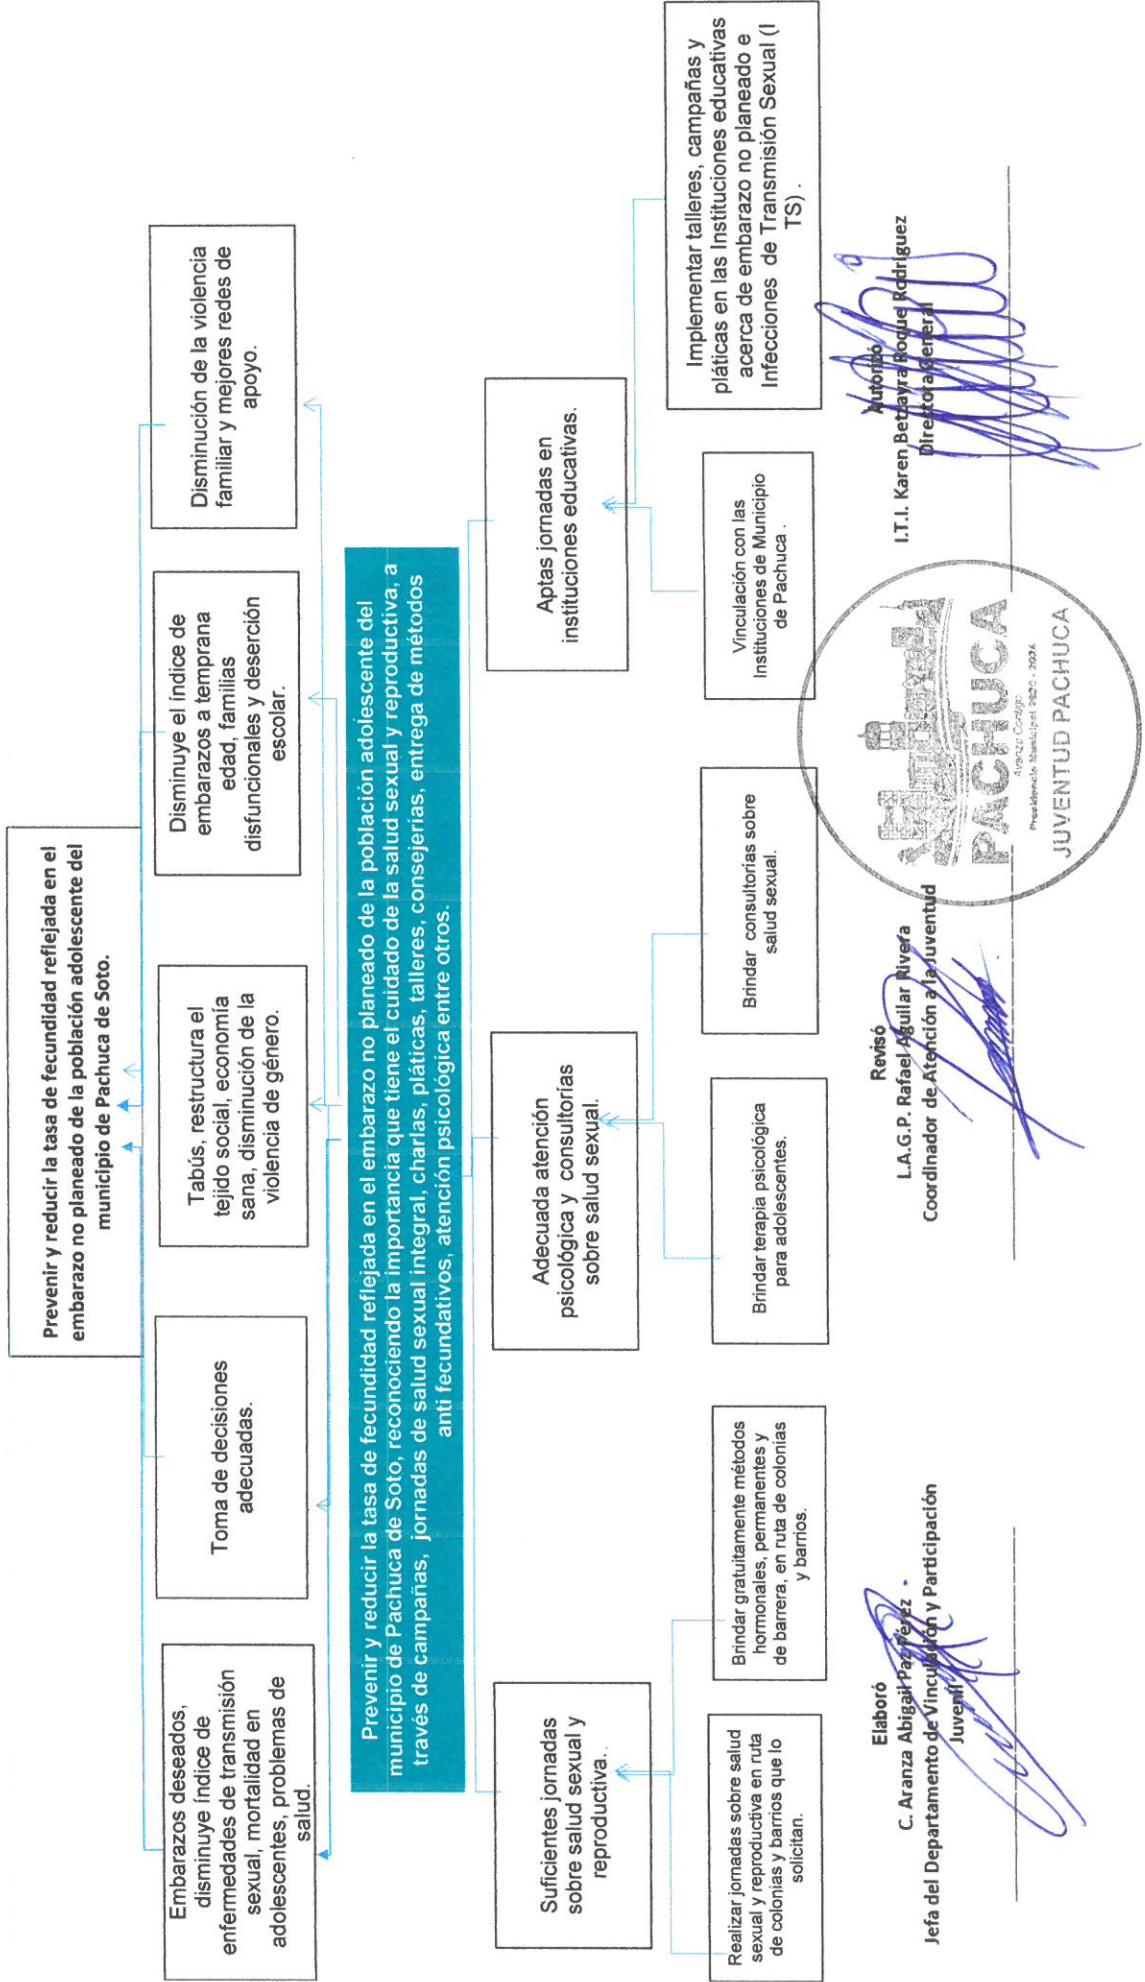 Prevenir y reducir la tasa de fecundidad reflejada en el
embarazo no planeado de la población adolescente del
municipio de Pachuca de Soto.
Embarazos deseados,
disminuye índice de
enfermedades de transmisión
sexual, mortalidad en
adolescentes, problemas de
salud.
Toma de decisiones
adecuadas.
Tabús, restructura el
tejido social, economía
sana, disminución de la
violencia de género.
Disminuye el índice de
embarazos a temprana
edad, familias
disfuncionales y deserción
escolar.
Disminución de la violencia
familiar y mejores redes de
apoyo.
Prevenir y reducir la tasa de fecundidad reflejada en el embarazo no planeado de la población adolescente del
municipio de Pachuca de Soto, reconociendo la importancia que tiene el cuidado de la salud sexual y reproductiva, a
través de campañas, jornadas de salud sexual integral, charlas, pláticas, talleres, consejerías, entrega de métodos
anti fecundativos, atención psicológica entre otros.
Suficientes jornadas
sobre salud sexual y
reproductiva..
Adecuada atención
psicológica y consultorías
sobre salud sexual.
Aptas jornadas en
instituciones educativas.
Realizar jornadas sobre salud
sexual y reproductiva en ruta
de colonias y barrios que lo
solicitan.
Brindar gratuitamente métodos
hormonales, permanentes y
de barrera, en ruta de colonias
y barrios.
Brindar terapia psicológica
para adolescentes.
Brindar consultorías sobre
salud sexual.
Vinculación con las
Instituciones de Municipio
de Pachuca .
Implementar talleres, campañas y
pláticas en las Instituciones educativas
acerca de embarazo no planeado e
Infecciones de Transmisión Sexual (I
TS) .
Elaboró
C. Aranza Abigail Paz Pérez .
Jefa del Departamento de Vinculación y Participación
Juvenil
Revisó
L.A.G.P. Rafael Aguilar Rivera
Coordinador de Atención a la Juventud
PACHUCA
Avanza Contigo
Presidencia Municipal 2020 - 2024
JUVENTUD PACHUCA
Autorizó
I.T.I. Karen Betzayra Roque Rodríguez
Directora General